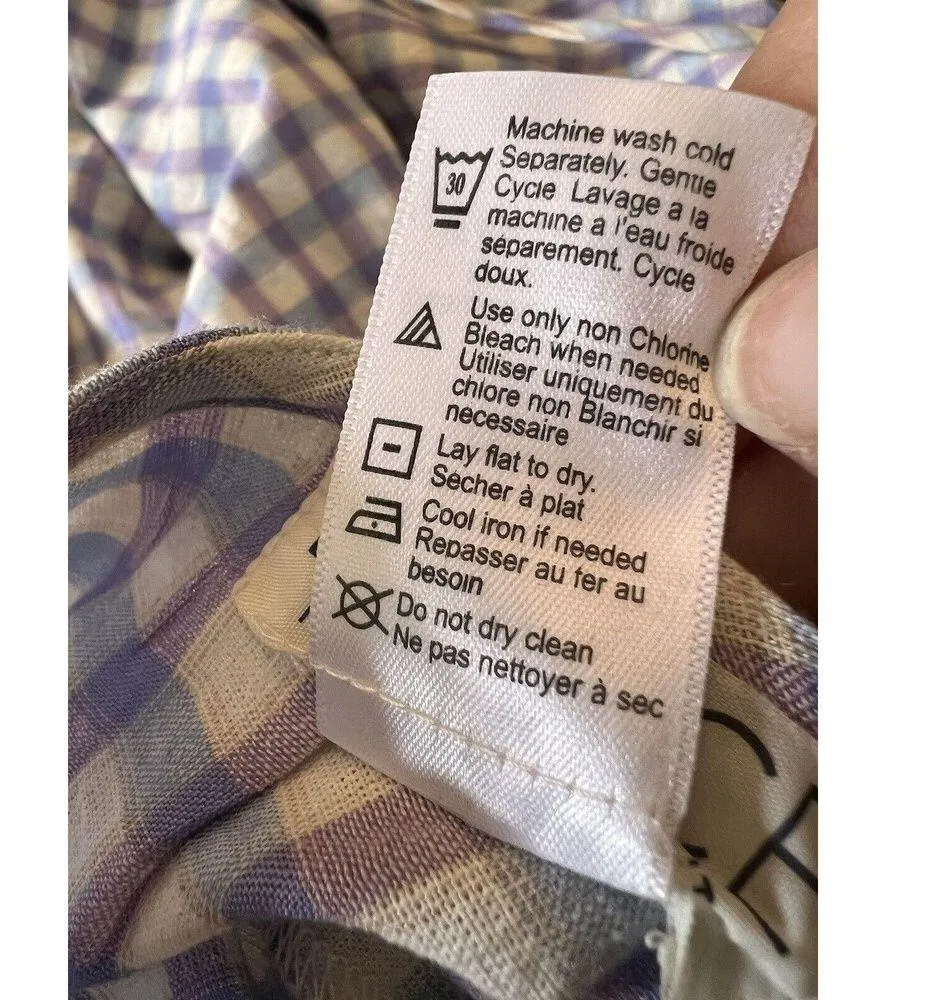 Machine wash cold
Separately. Gentle
Cycle Lavage a la
machine a l'eau froide
séparement. Cycle
doux.
30
Use only non Chlorine
Bleach when needed
Utiliser uniquement du
chlore non Blanchir si
necessaire
Lay flat to dry.
Sécher à plat
Cool iron if needed
Repasser au fer au
besoin
Do not dry clean
Ne pas nettoyer à sec